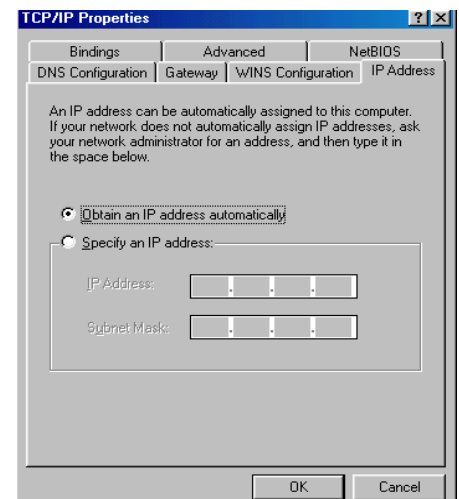 TCP/IP Properties
Bindings Advanced NetBIOS
DNS Configuration Gateway WINS Configuration IP Address
An IP address can be automatically assigned to this computer.
If your network does not automatically assign IP addresses, ask
your network administrator for an address, and then type it in
the space below.
Obtain an IP address automatically
Specify an IP address:
IP Address:
Subnet Mask:
OK Cancel